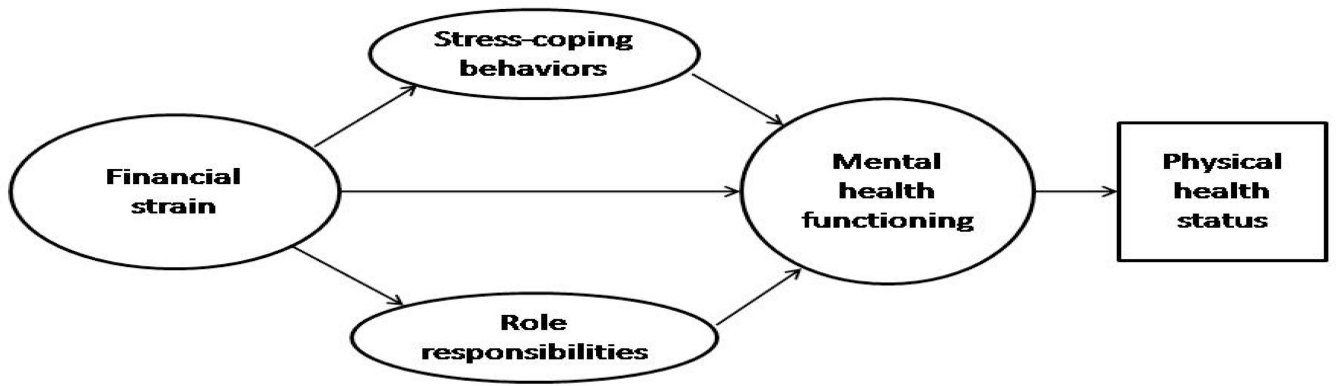 Stress-coping
behaviors
Financial
strain
Mental
health
functioning
Physical
health
status
Role
responsibilities